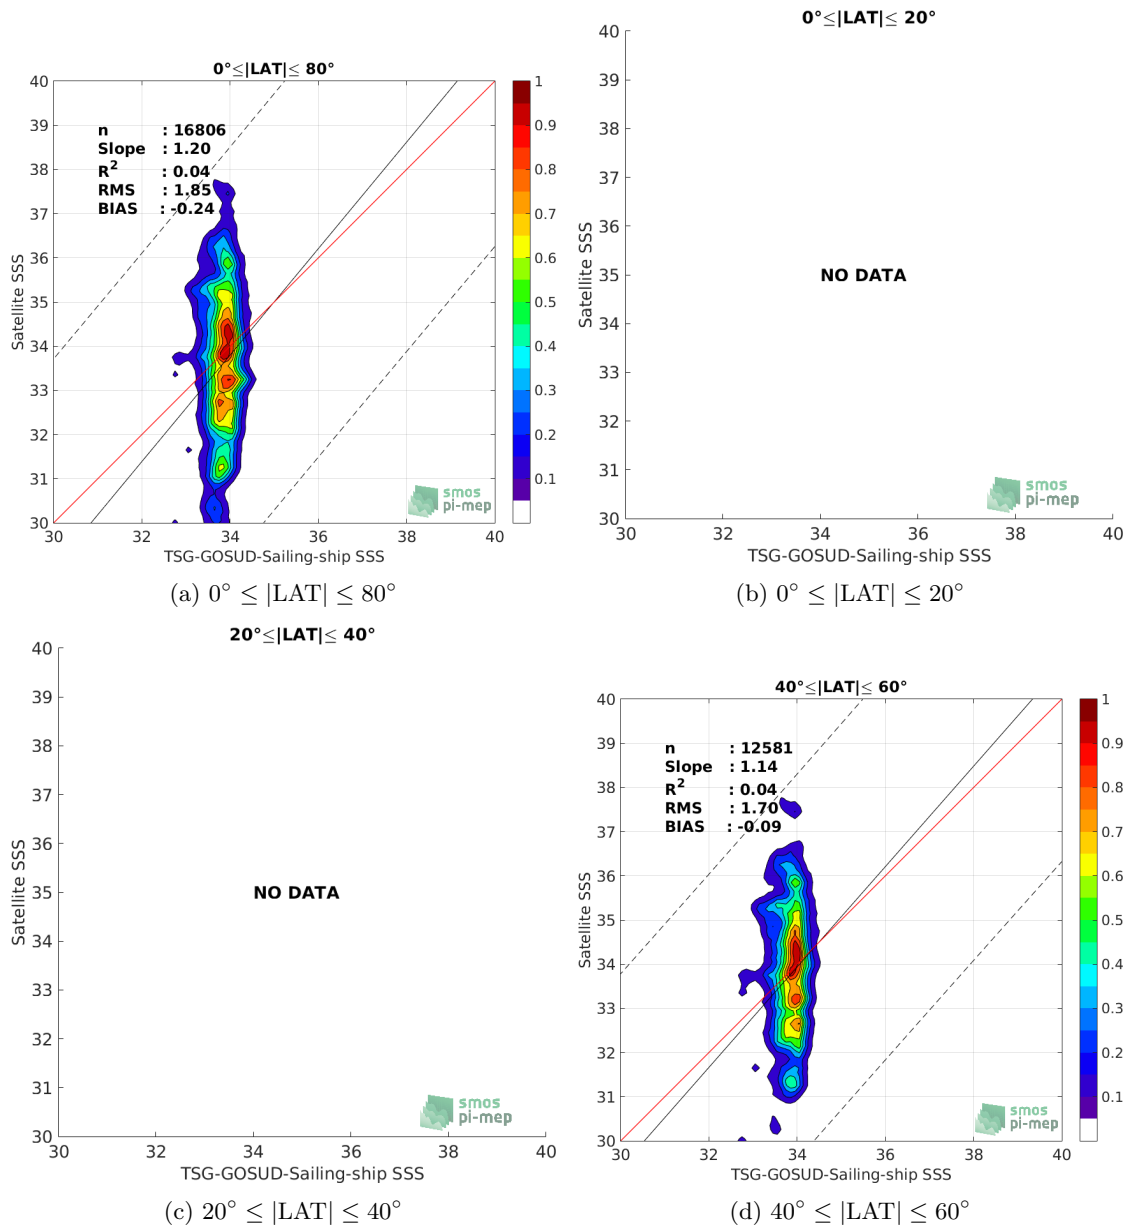 0°≤|LAT|≤ 80°
40
39
38
37
36
35
34
33
32
31
30
Satellite SSS
n : 16806
Slope : 1.20
R² : 0.04
RMS : 1.85
BIAS : -0.24
smos
pi-mep
30 32 34 36 38 40
TSG-GOSUD-Sailing-ship SSS
1
0.9
0.8
0.7
0.6
0.5
0.4
0.3
0.2
0.1
(a) 0° ≤ |LAT| ≤ 80°
0°≤|LAT|≤ 20°
40
39
38
37
36
35
34
33
32
31
30
Satellite SSS
NO DATA
smos
pi-mep
30 32 34 36 38 40
TSG-GOSUD-Sailing-ship SSS
(b) 0° ≤ |LAT| ≤ 20°
20°≤|LAT|≤ 40°
40
39
38
37
36
35
34
33
32
31
30
Satellite SSS
NO DATA
smos
pi-mep
30 32 34 36 38 40
TSG-GOSUD-Sailing-ship SSS
(c) 20° ≤ |LAT| ≤ 40°
40°≤|LAT|≤ 60°
40
39
38
37
36
35
34
33
32
31
30
Satellite SSS
n : 12581
Slope : 1.14
R² : 0.04
RMS : 1.70
BIAS : -0.09
smos
pi-mep
30 32 34 36 38 40
TSG-GOSUD-Sailing-ship SSS
1
0.9
0.8
0.7
0.6
0.5
0.4
0.3
0.2
0.1
(d) 40° ≤ |LAT| ≤ 60°